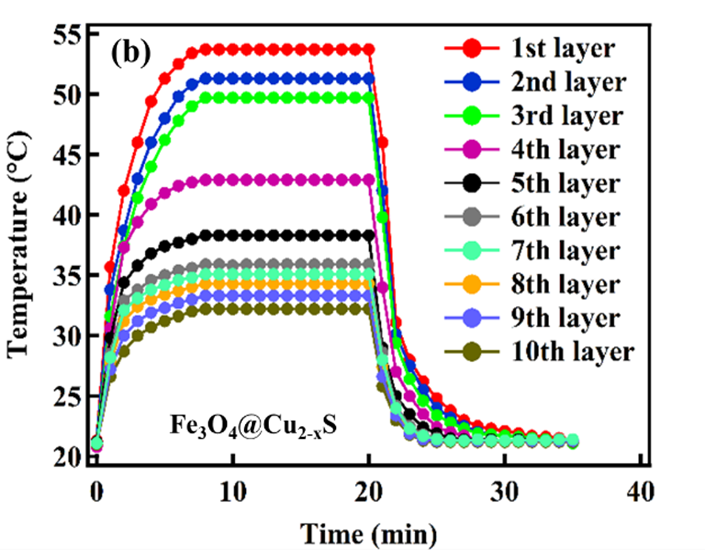 (b)
55
50
45
40
35
30
25
20
Temperature (°C)
1st layer
2nd layer
3rd layer
4th layer
5th layer
6th layer
7th layer
8th layer
9th layer
10th layer
Fe₃O₄@Cu₂₋ₓS
0 10 20 30 40
Time (min)